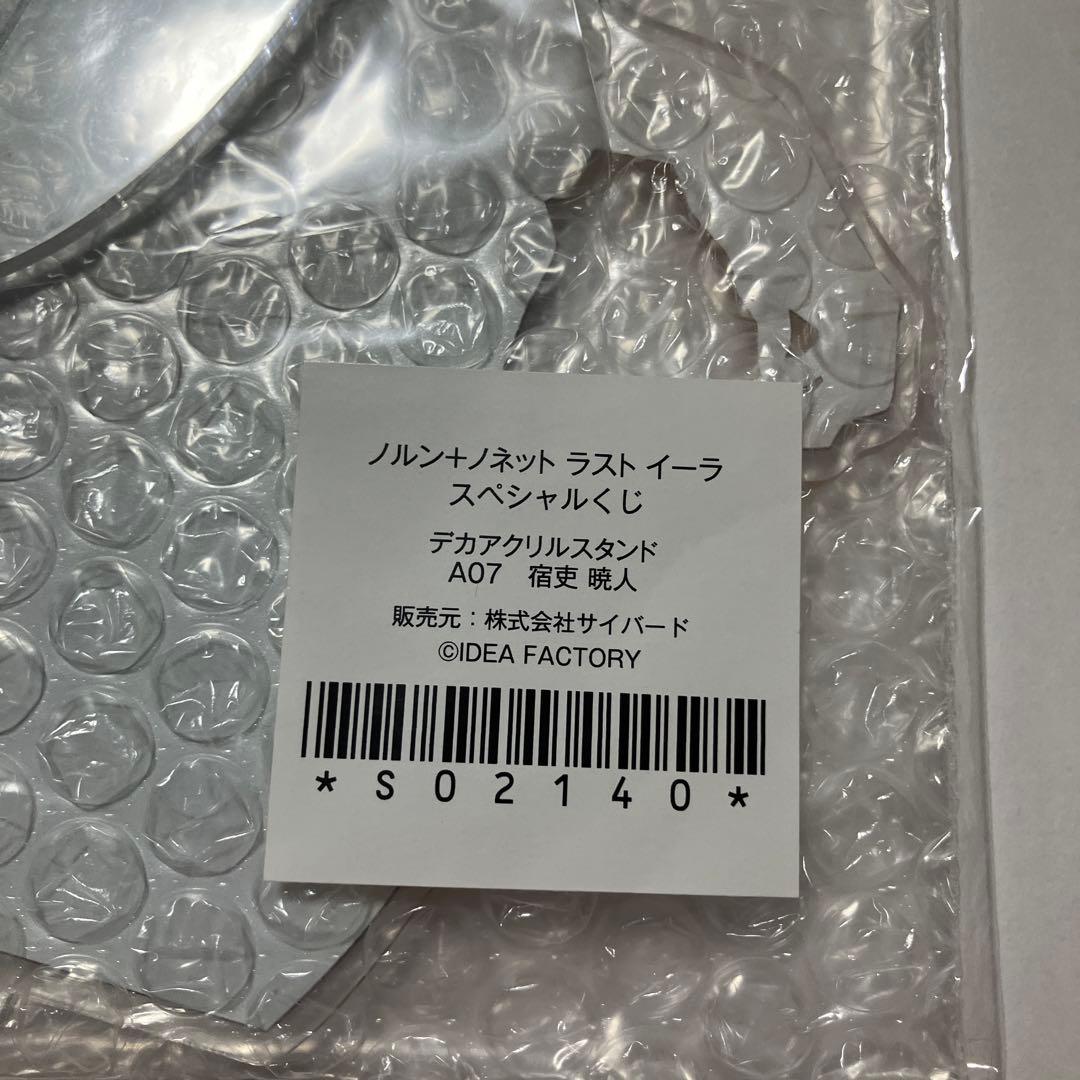 ノルン+ノネット ラスト イーラ
スペシャルくじ
デカアクリルスタンド
A07 宿吏 暁人
販売元：株式会社サイバード
©IDEA FACTORY
*S02140*